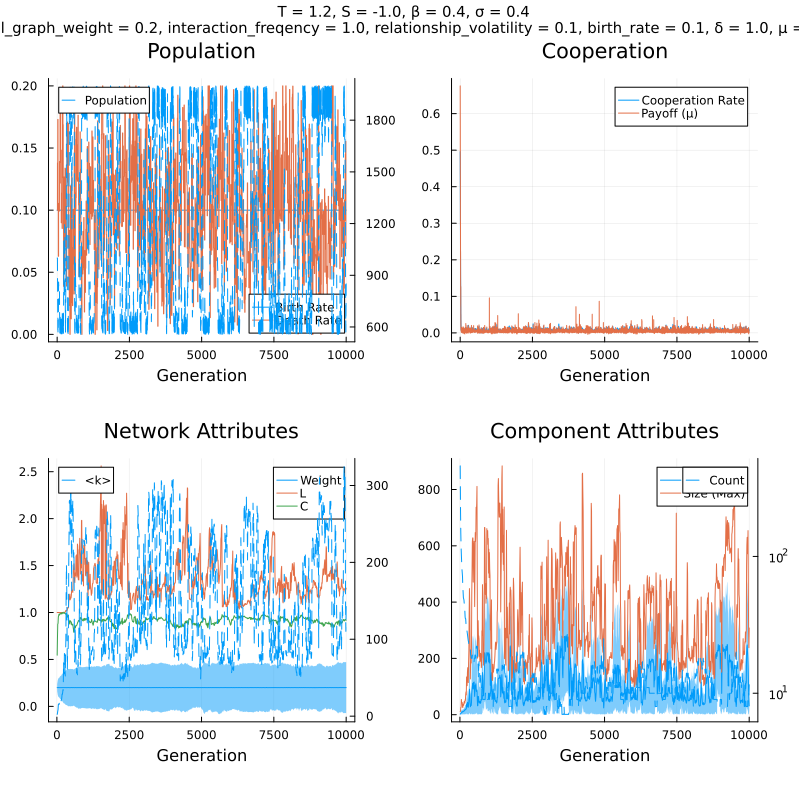 T = 1.2, S = -1.0, β = 0.4, σ = 0.4
l_graph_weight = 0.2, interaction_freqency = 1.0, relationship_volatility = 0.1, birth_rate = 0.1, δ = 1.0, μ =
Population
Cooperation
0.20
0.15
0.10
0.05
0.00
Population
1800
1500
1200
900
600
Birth Rate
Death Rate
0
2500
5000
7500
10000
Generation
0.6
0.5
0.4
0.3
0.2
0.1
0.0
Cooperation Rate
Payoff (μ)
0
2500
5000
7500
10000
Generation
Network Attributes
Component Attributes
2.5
2.0
1.5
1.0
0.5
0.0
<k>
Weight
L
C
300
200
100
0
0
2500
5000
7500
10000
Generation
800
600
400
200
0
Count
Size (Max)
10²
10¹
0
2500
5000
7500
10000
Generation